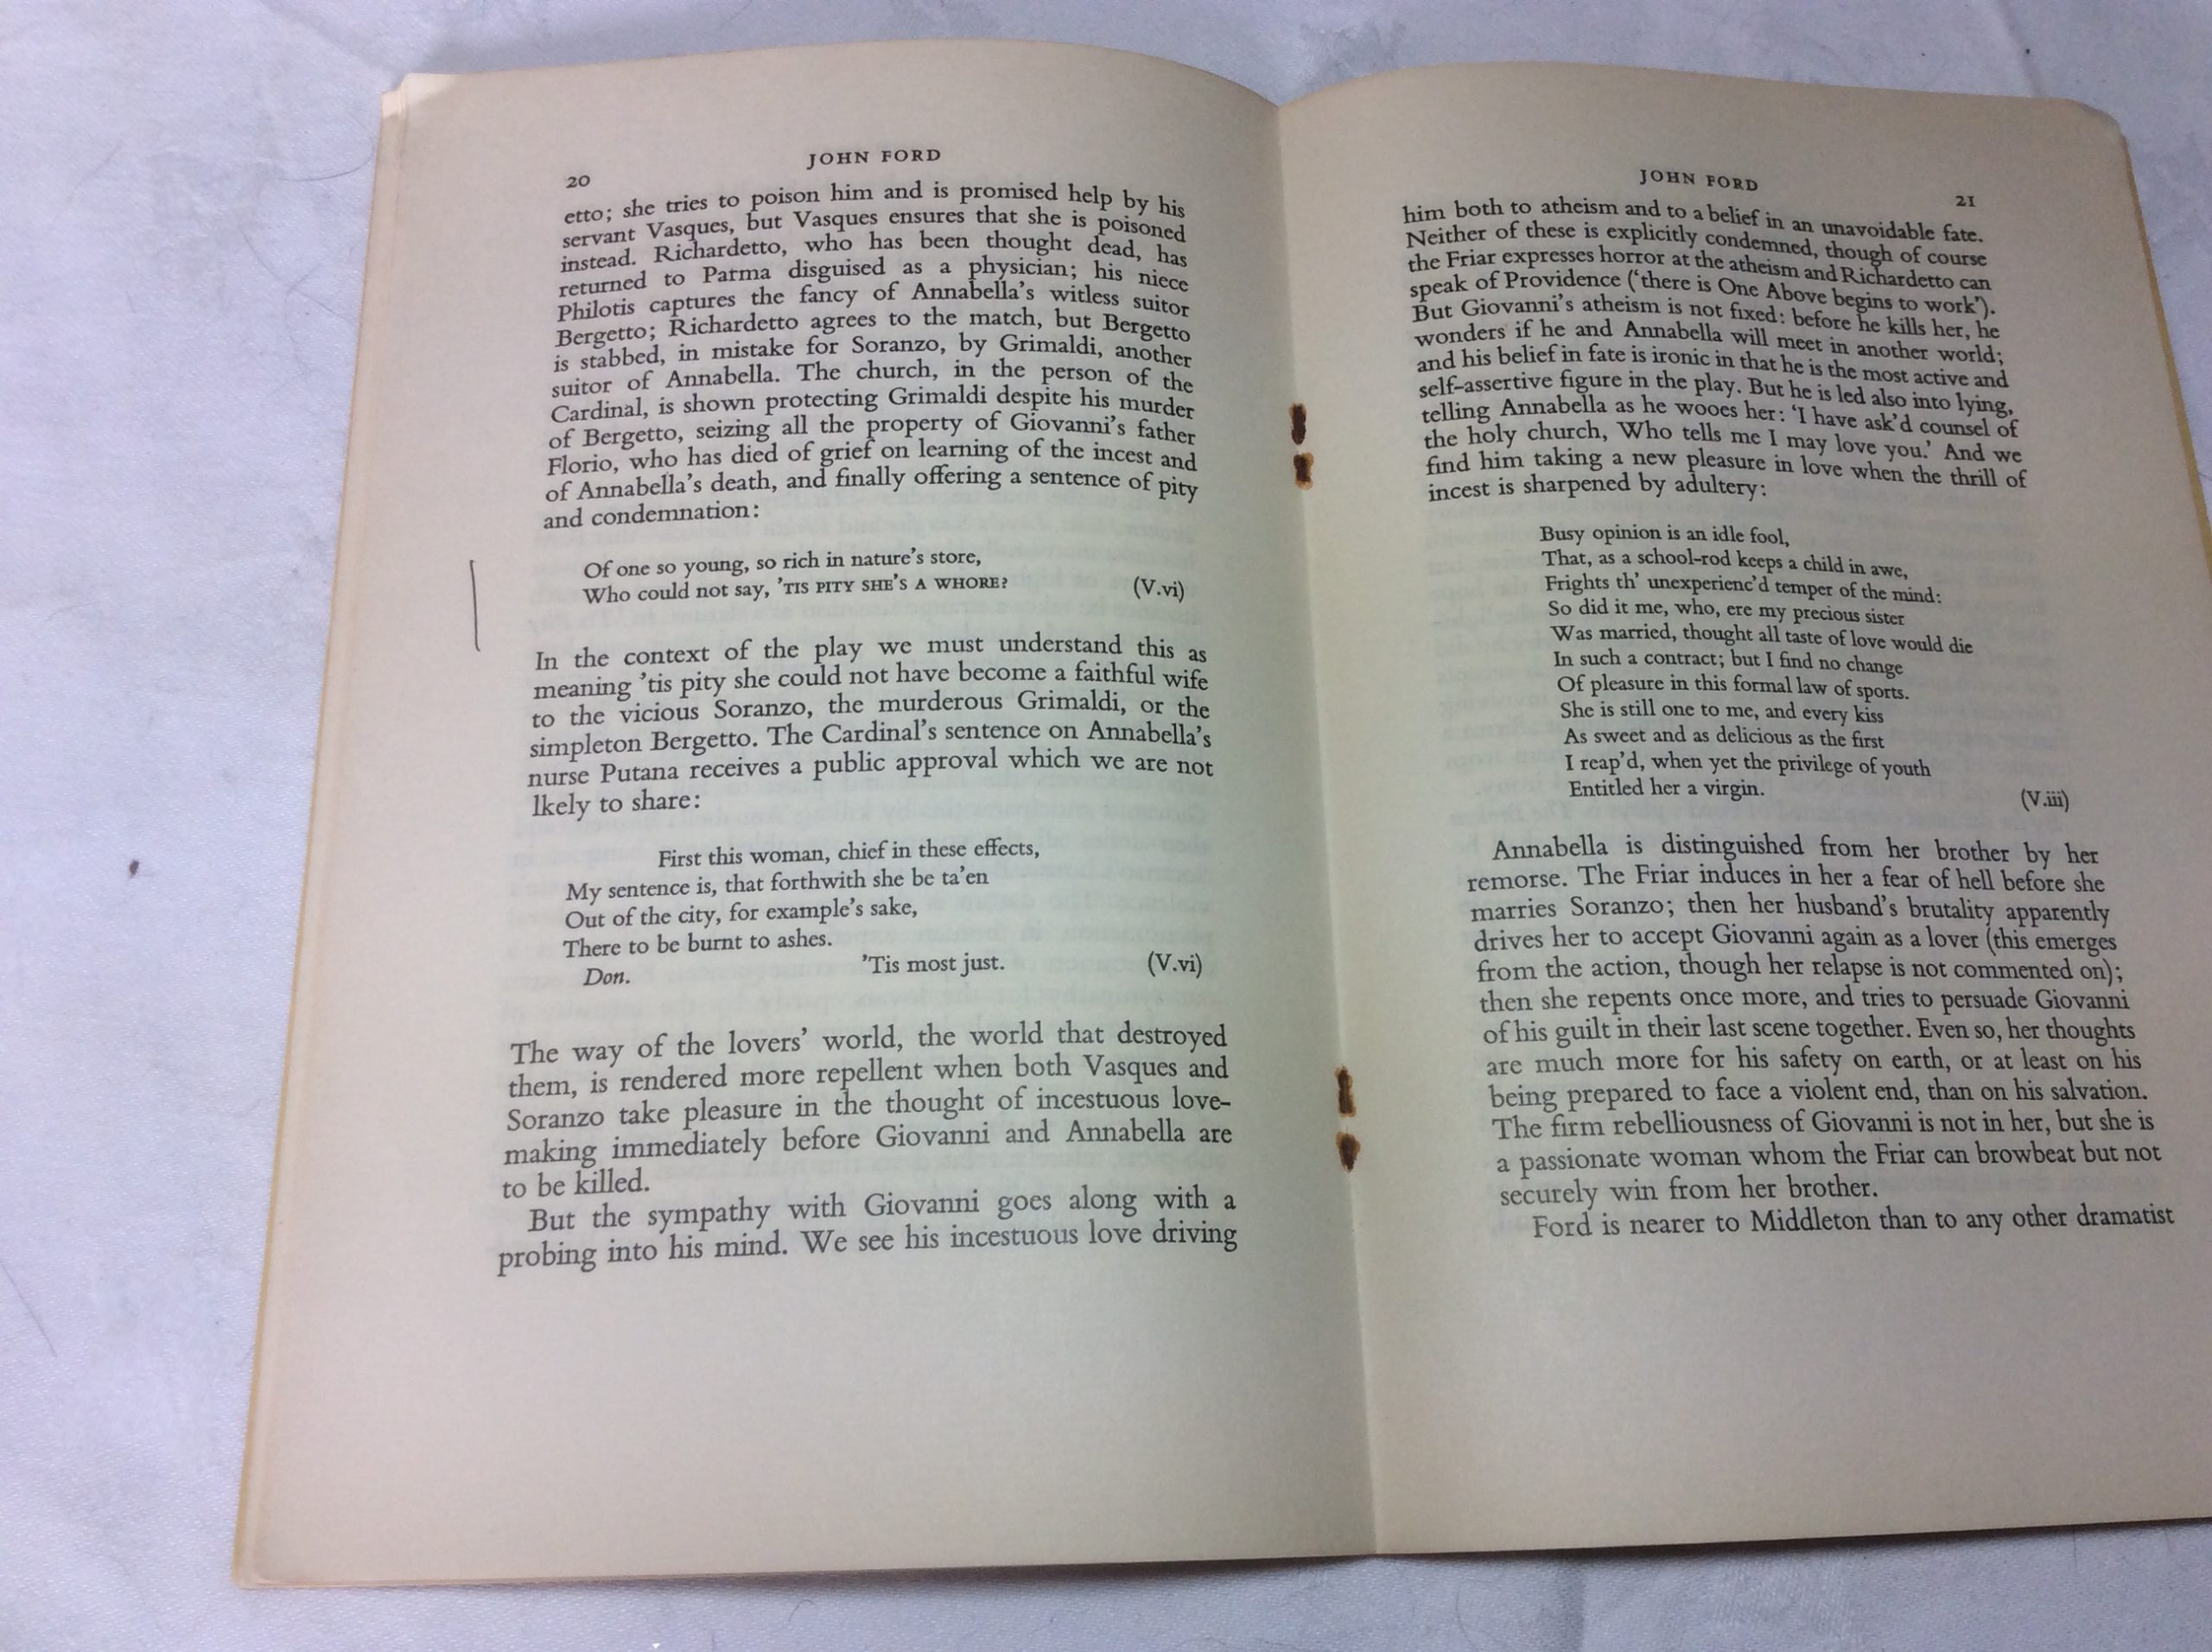 JOHN FORD
20
etto; she tries to poison him and is promised help by his
servant Vasques, but Vasques ensures that she is poisoned
instead. Richardetto, who has been thought dead, has
returned to Parma disguised as a physician; his niece
Philotis captures the fancy of Annabella's witless suitor
Bergetto; Richardetto agrees to the match, but Bergetto
is stabbed, in mistake for Soranzo, by Grimaldi, another
suitor of Annabella. The church, in the person of the
Cardinal, is shown protecting Grimaldi despite his murder
of Bergetto, seizing all the property of Giovanni's father
Florio, who has died of grief on learning of the incest and
of Annabella's death, and finally offering a sentence of pity
and condemnation:
Of one so young, so rich in nature's store,
Who could not say, 'TIS PITY SHE'S A WHORE? (V.vi)
In the context of the play we must understand this as
meaning 'tis pity she could not have become a faithful wife
to the vicious Soranzo, the murderous Grimaldi, or the
simpleton Bergetto. The Cardinal's sentence on Annabella's
nurse Putana receives a public approval which we are not
lkely to share:
First this woman, chief in these effects,
My sentence is, that forthwith she be ta'en
Out of the city, for example's sake,
There to be burnt to ashes.
Don. 'Tis most just. (V.vi)
The way of the lovers' world, the world that destroyed
them, is rendered more repellent when both Vasques and
Soranzo take pleasure in the thought of incestuous love-
making immediately before Giovanni and Annabella are
to be killed.
But the sympathy with Giovanni goes along with a
probing into his mind. We see his incestuous love driving
JOHN FORD
21
him both to atheism and to a belief in an unavoidable fate.
Neither of these is explicitly condemned, though of course
the Friar expresses horror at the atheism and Richardetto can
speak of Providence ('there is One Above begins to work').
But Giovanni's atheism is not fixed: before he kills her, he
wonders if he and Annabella will meet in another world;
and his belief in fate is ironic in that he is the most active and
self-assertive figure in the play. But he is led also into lying,
telling Annabella as he wooes her: 'I have ask'd counsel of
the holy church, Who tells me I may love you.' And we
find him taking a new pleasure in love when the thrill of
incest is sharpened by adultery:
Busy opinion is an idle fool,
That, as a school-rod keeps a child in awe,
Frights th' unexperienc'd temper of the mind:
So did it me, who, ere my precious sister
Was married, thought all taste of love would die
In such a contract; but I find no change
Of pleasure in this formal law of sports.
She is still one to me, and every kiss
As sweet and as delicious as the first
I reap'd, when yet the privilege of youth
Entitled her a virgin. (V.iii)
Annabella is distinguished from her brother by her
remorse. The Friar induces in her a fear of hell before she
marries Soranzo; then her husband's brutality apparently
drives her to accept Giovanni again as a lover (this emerges
from the action, though her relapse is not commented on);
then she repents once more, and tries to persuade Giovanni
of his guilt in their last scene together. Even so, her thoughts
are much more for his safety on earth, or at least on his
being prepared to face a violent end, than on his salvation.
The firm rebelliousness of Giovanni is not in her, but she is
a passionate woman whom the Friar can browbeat but not
securely win from her brother.
Ford is nearer to Middleton than to any other dramatist